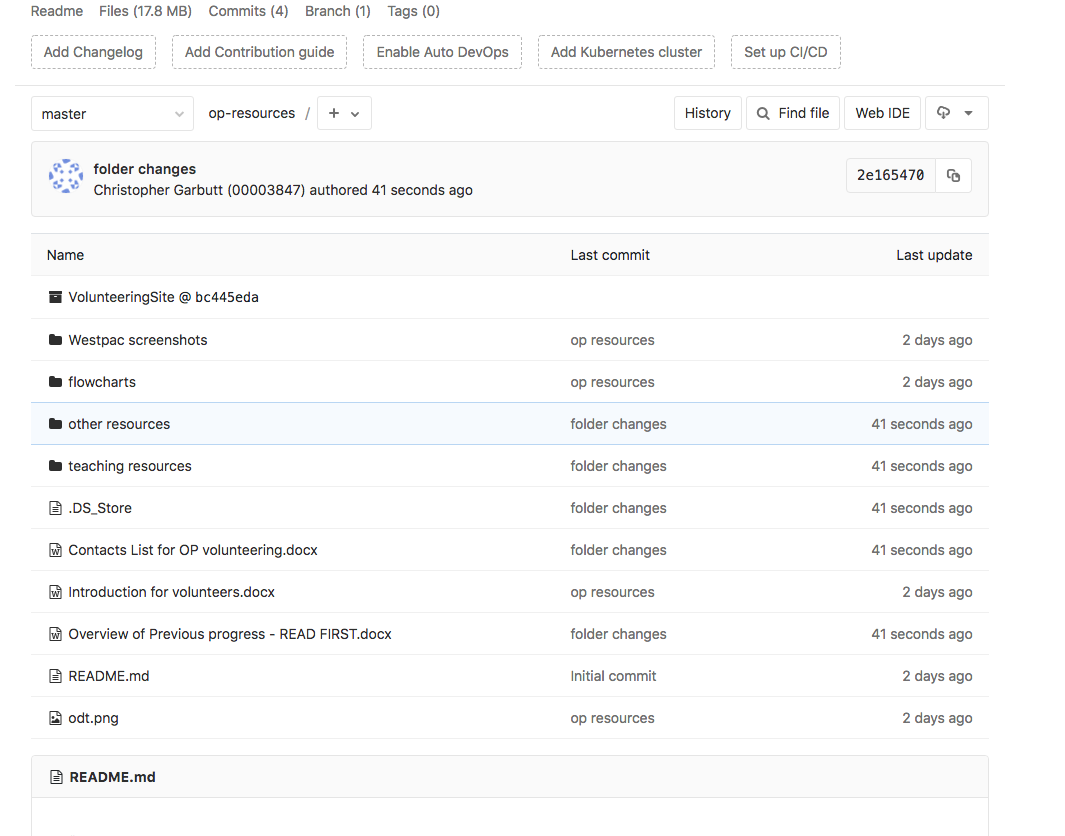 Readme Files (17.8 MB) Commits (4) Branch (1) Tags (0)
Add Changelog Add Contribution guide Enable Auto DevOps Add Kubernetes cluster Set up CI/CD
master op-resources / + History Find file Web IDE
folder changes
Christopher Garbutt (00003847) authored 41 seconds ago
2e165470
Name Last commit Last update
VolunteeringSite @ bc445eda
Westpac screenshots op resources 2 days ago
flowcharts op resources 2 days ago
other resources folder changes 41 seconds ago
teaching resources folder changes 41 seconds ago
.DS_Store folder changes 41 seconds ago
Contacts List for OP volunteering.docx folder changes 41 seconds ago
Introduction for volunteers.docx op resources 2 days ago
Overview of Previous progress - READ FIRST.docx folder changes 41 seconds ago
README.md Initial commit 2 days ago
odt.png op resources 2 days ago
README.md